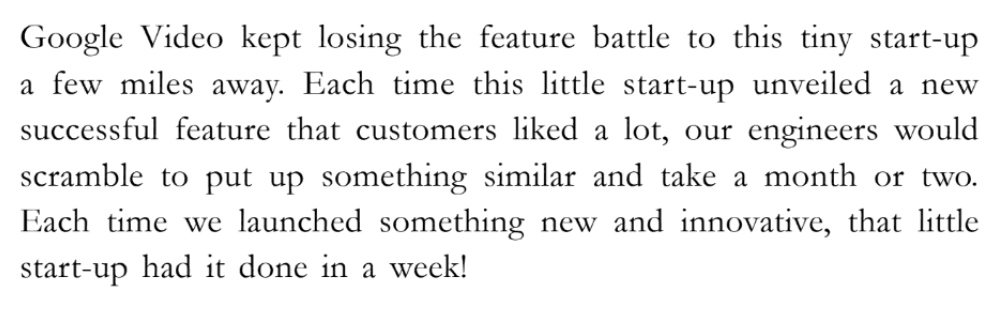 Google Video kept losing the feature battle to this tiny start-up
a few miles away. Each time this little start-up unveiled a new
successful feature that customers liked a lot, our engineers would
scramble to put up something similar and take a month or two.
Each time we launched something new and innovative, that little
start-up had it done in a week!